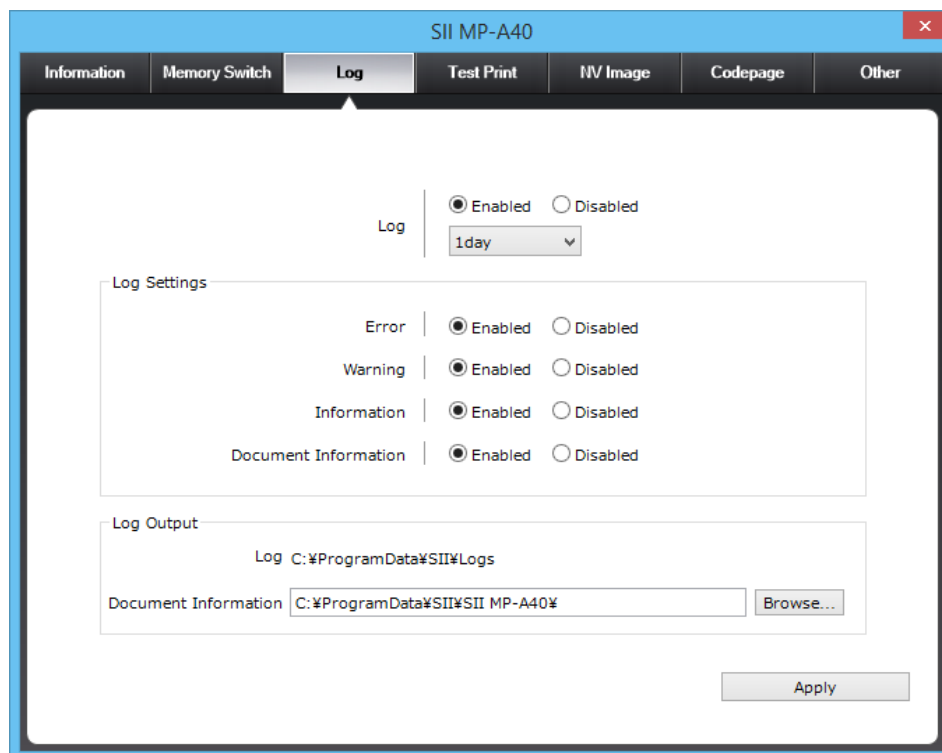 SII MP-A40
Information Memory Switch Log Test Print NV Image Codepage Other
Enabled Disabled
Log
1day
Log Settings
Error Enabled Disabled
Warning Enabled Disabled
Information Enabled Disabled
Document Information Enabled Disabled
Log Output
Log C:¥ProgramData¥SII¥Logs
Document Information C:¥ProgramData¥SII¥SII MP-A40¥ Browse...
Apply